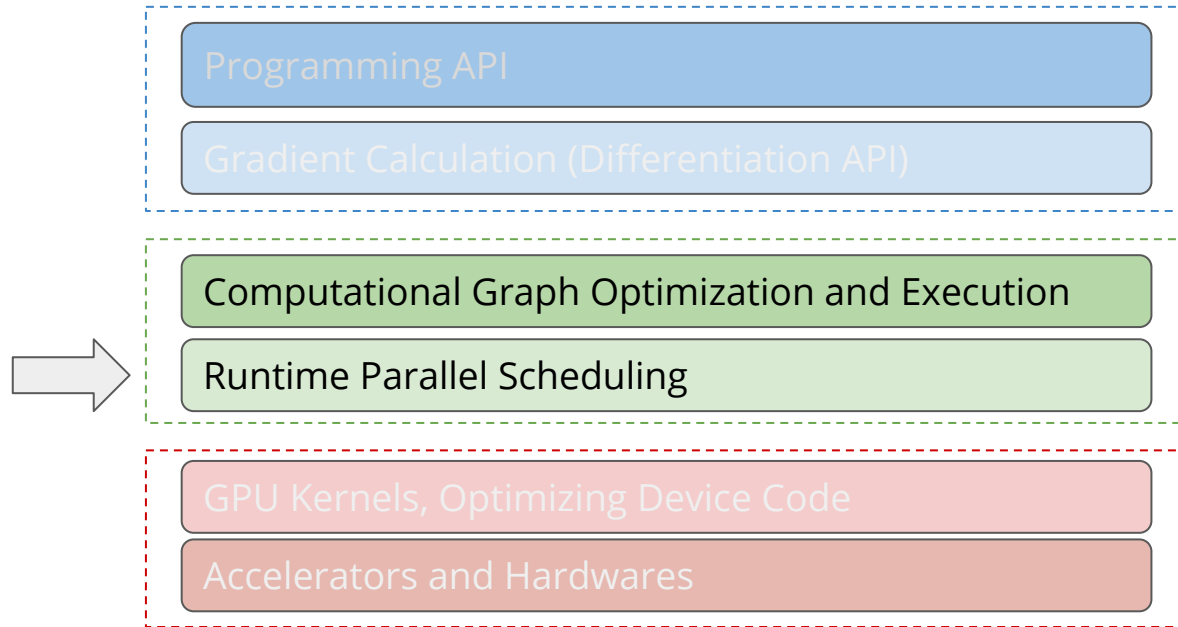 Programming API
Gradient Calculation (Differentiation API)
Computational Graph Optimization and Execution
Runtime Parallel Scheduling
GPU Kernels, Optimizing Device Code
Accelerators and Hardwares